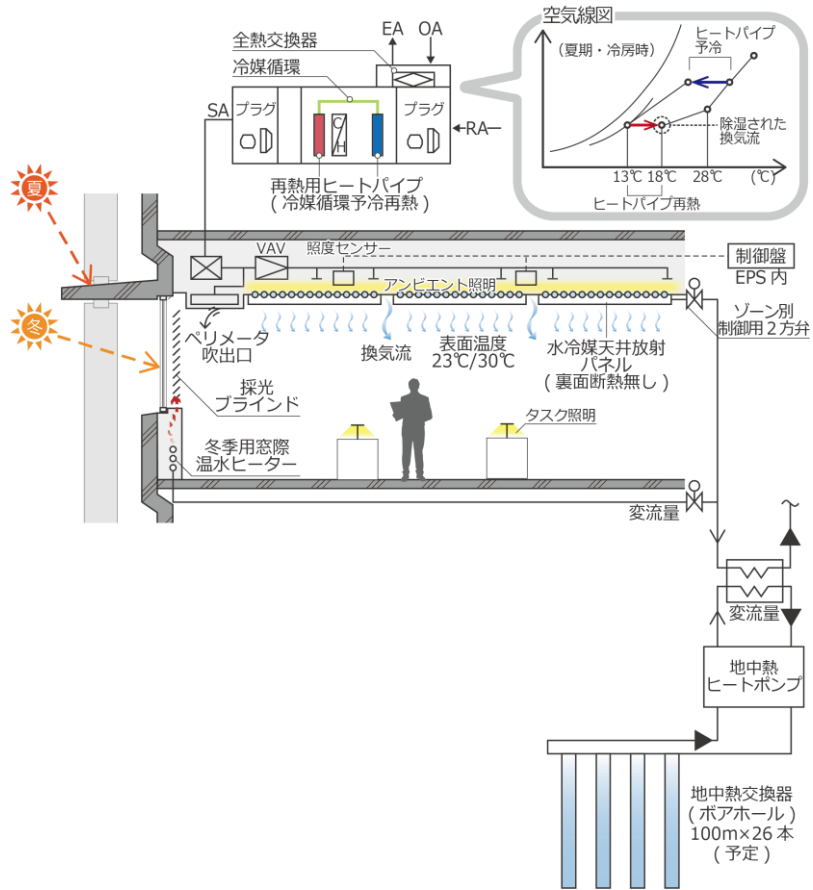 EA OA
全熱交換器
冷媒循環
SA
プラグ
C
H
プラグ
RA
再熱用ヒートパイプ
(冷媒循環予冷再熱)
空気線図
(夏期・冷房時)
ヒートパイプ
予冷
除湿された
換気流
13℃ 18℃ 28℃ (℃)
ヒートパイプ再熱
夏
冬
VAV
照度センサー
制御盤
EPS 内
アンビエント照明
ゾーン別
制御用2方弁
ペリメータ
吹出口
換気流
表面温度
23℃/30℃
水冷媒天井放射
パネル
(裏面断熱無し)
採光
ブラインド
タスク照明
冬季用窓際
温水ヒーター
変流量
変流量
地中熱
ヒートポンプ
地中熱交換器
(ボアホール)
100m×26 本
(予定)